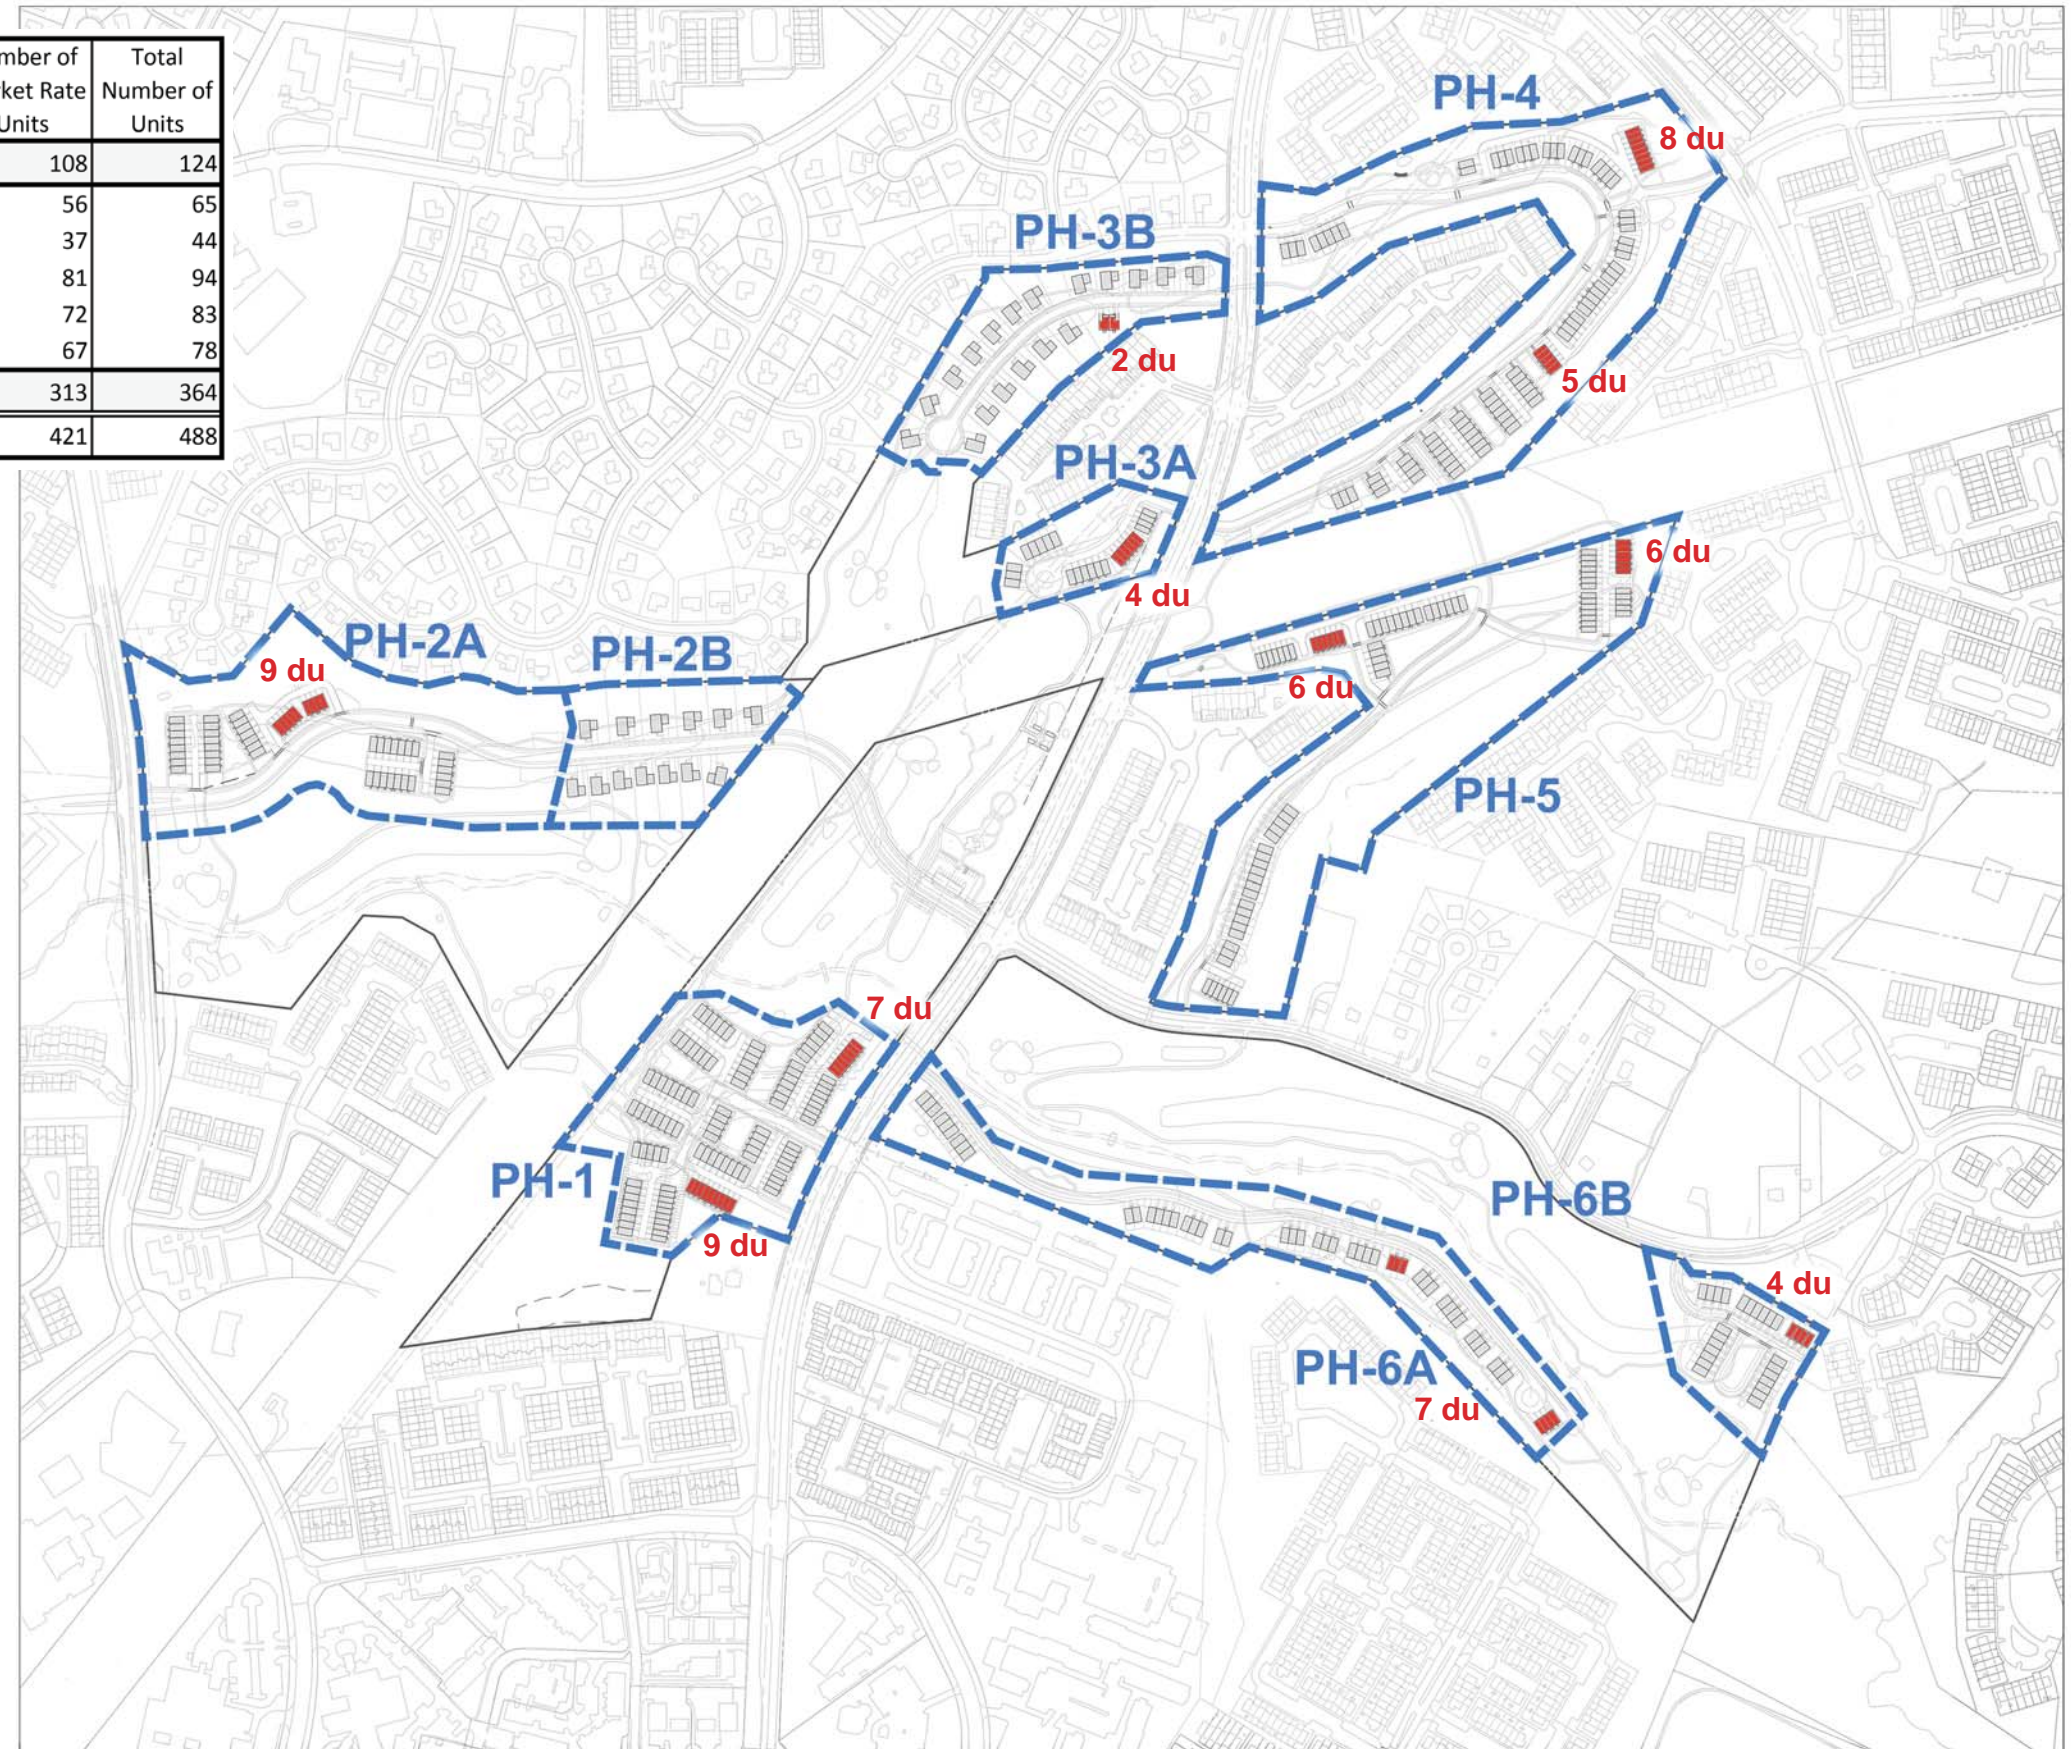 mber of Total
ket Rate Number of
Units Units
108 124
56 65
37 44
81 94
72 83
67 78
313 364
421 488
PH-4
8 du
PH-3B
2 du
5 du
PH-3A
4 du
6 du
PH-2A
PH-2B
9 du
6 du
PH-5
7 du
PH-1
9 du
PH-6B
4 du
PH-6A
7 du